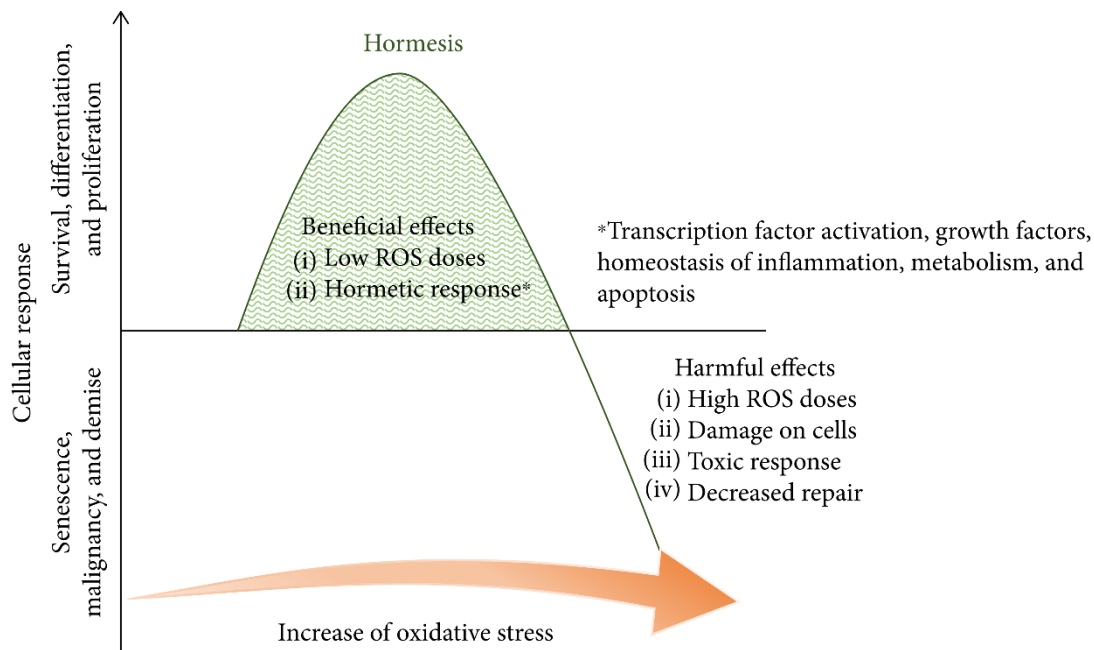 Hormesis
Cellular response
Survival, differentiation,
and proliferation
Senescence,
malignancy, and demise
Beneficial effects
(i) Low ROS doses
(ii) Hormetic response*
*Transcription factor activation, growth factors,
homeostasis of inflammation, metabolism, and
apoptosis
Harmful effects
(i) High ROS doses
(ii) Damage on cells
(iii) Toxic response
(iv) Decreased repair
Increase of oxidative stress